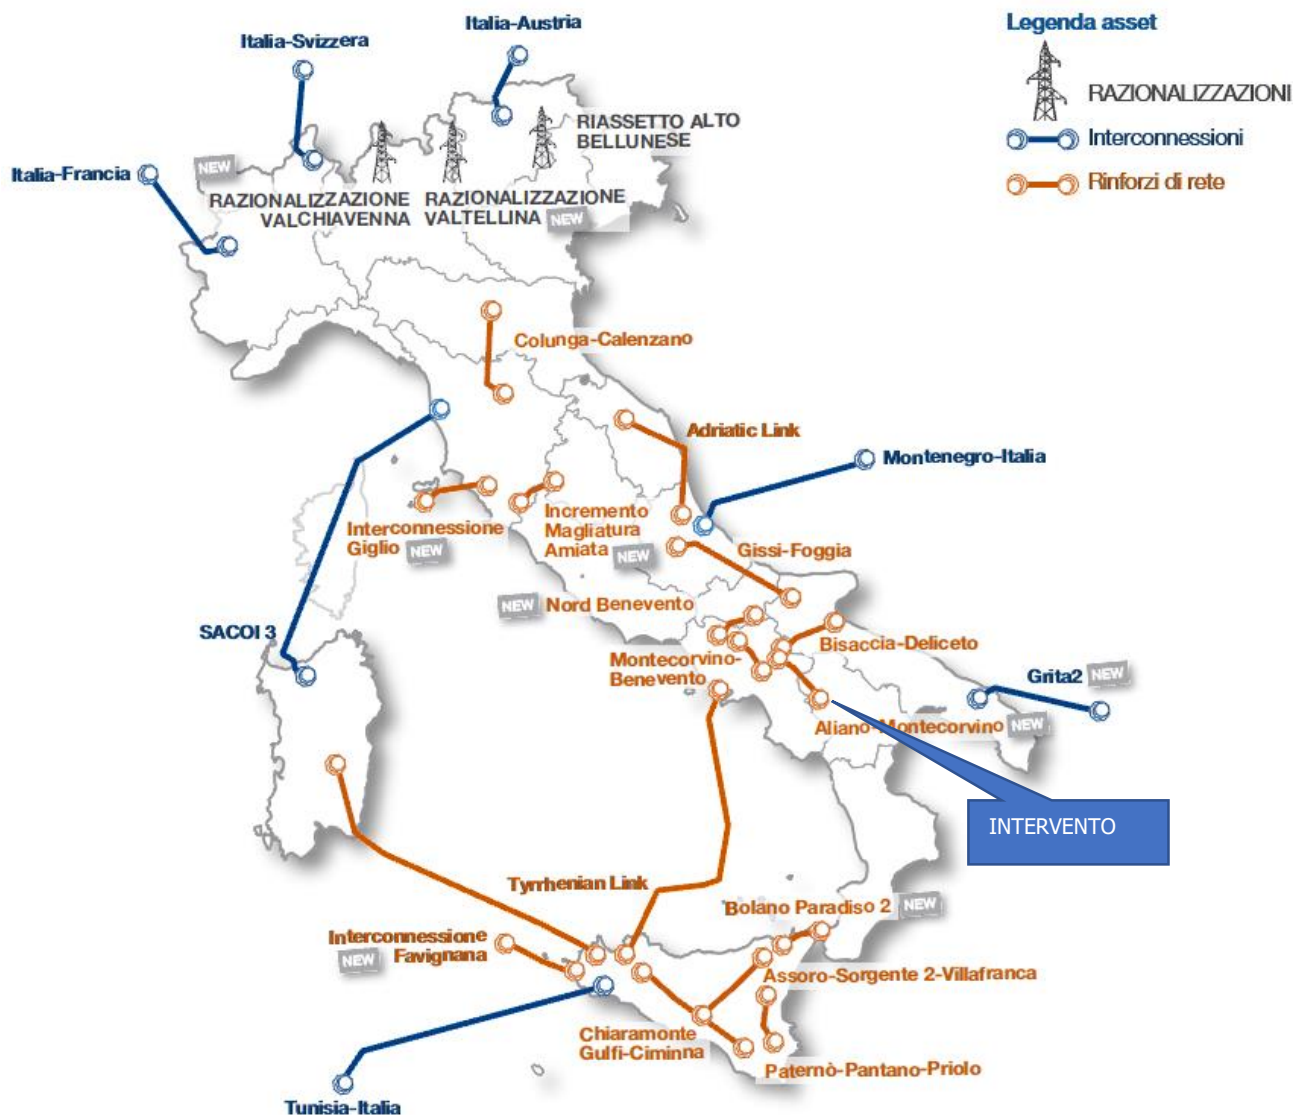 Italia-Austria
Legenda asset
Italia-Svizzera
RAZIONALIZZAZIONI
Interconnessioni
Rinforzi di rete
RIASSETTO ALTO
BELLUNESE
Italia-Francia
NEW
RAZIONALIZZAZIONE
VALCHIAVENNA
RAZIONALIZZAZIONE
VALTELLINA NEW
Colunga-Calenzano
Adriatic Link
Montenegro-Italia
Interconnessione
Giglio NEW
Incremento
Magliatura
Amiata NEW
Gissi-Foggia
NEW Nord Benevento
SACOI 3
Montecorvino-
Benevento
Bisaccia-Deliceto
Grita2 NEW
Aliano-Montecorvino NEW
INTERVENTO
Tyrrhenian Link
Bolano Paradiso 2 NEW
Interconnessione
NEW Favignana
Assoro-Sorgente 2-Villafranca
Chiaramonte
Gulfi-Ciminna
Paternò-Pantano-Priolo
Tunisia-Italia